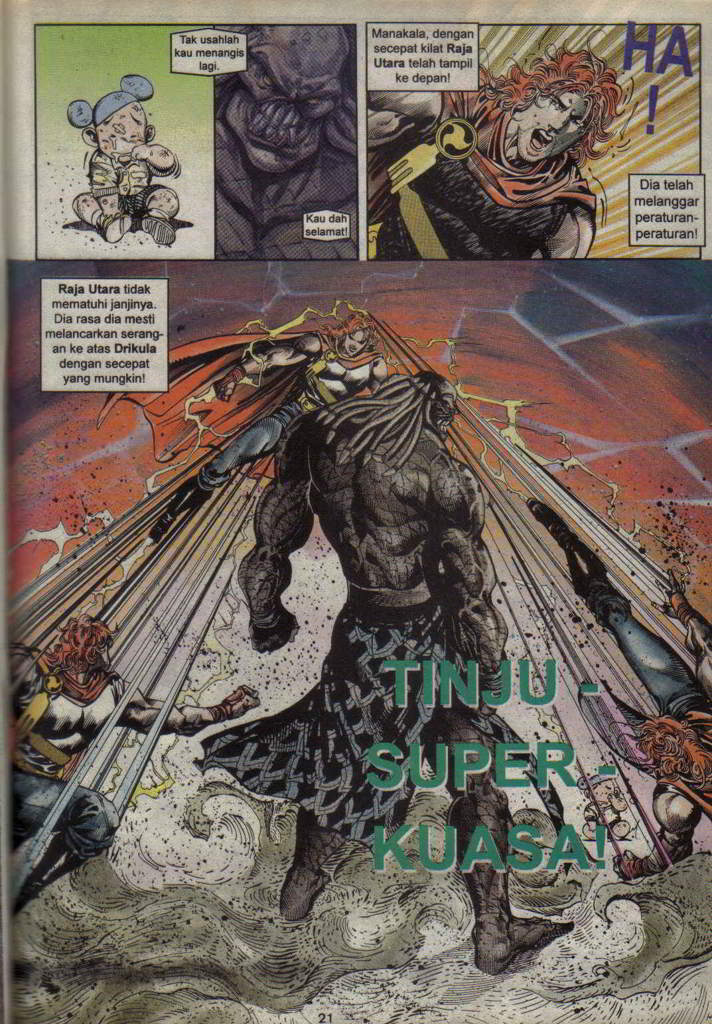 Tak usahlah
kau menangis
lagi.
Kau dah
selamat!
Manakala, dengan
secepat kilat Raja
Utara telah tampil
ke depan!
HA
!
Dia telah
melanggar
peraturan-
peraturan!
Raja Utara tidak
mematuhi janjinya.
Dia rasa dia mesti
melancarkan serang-
an ke atas Drikula
dengan secepat
yang mungkin!
TINJU -
SUPER -
KUASA!
21